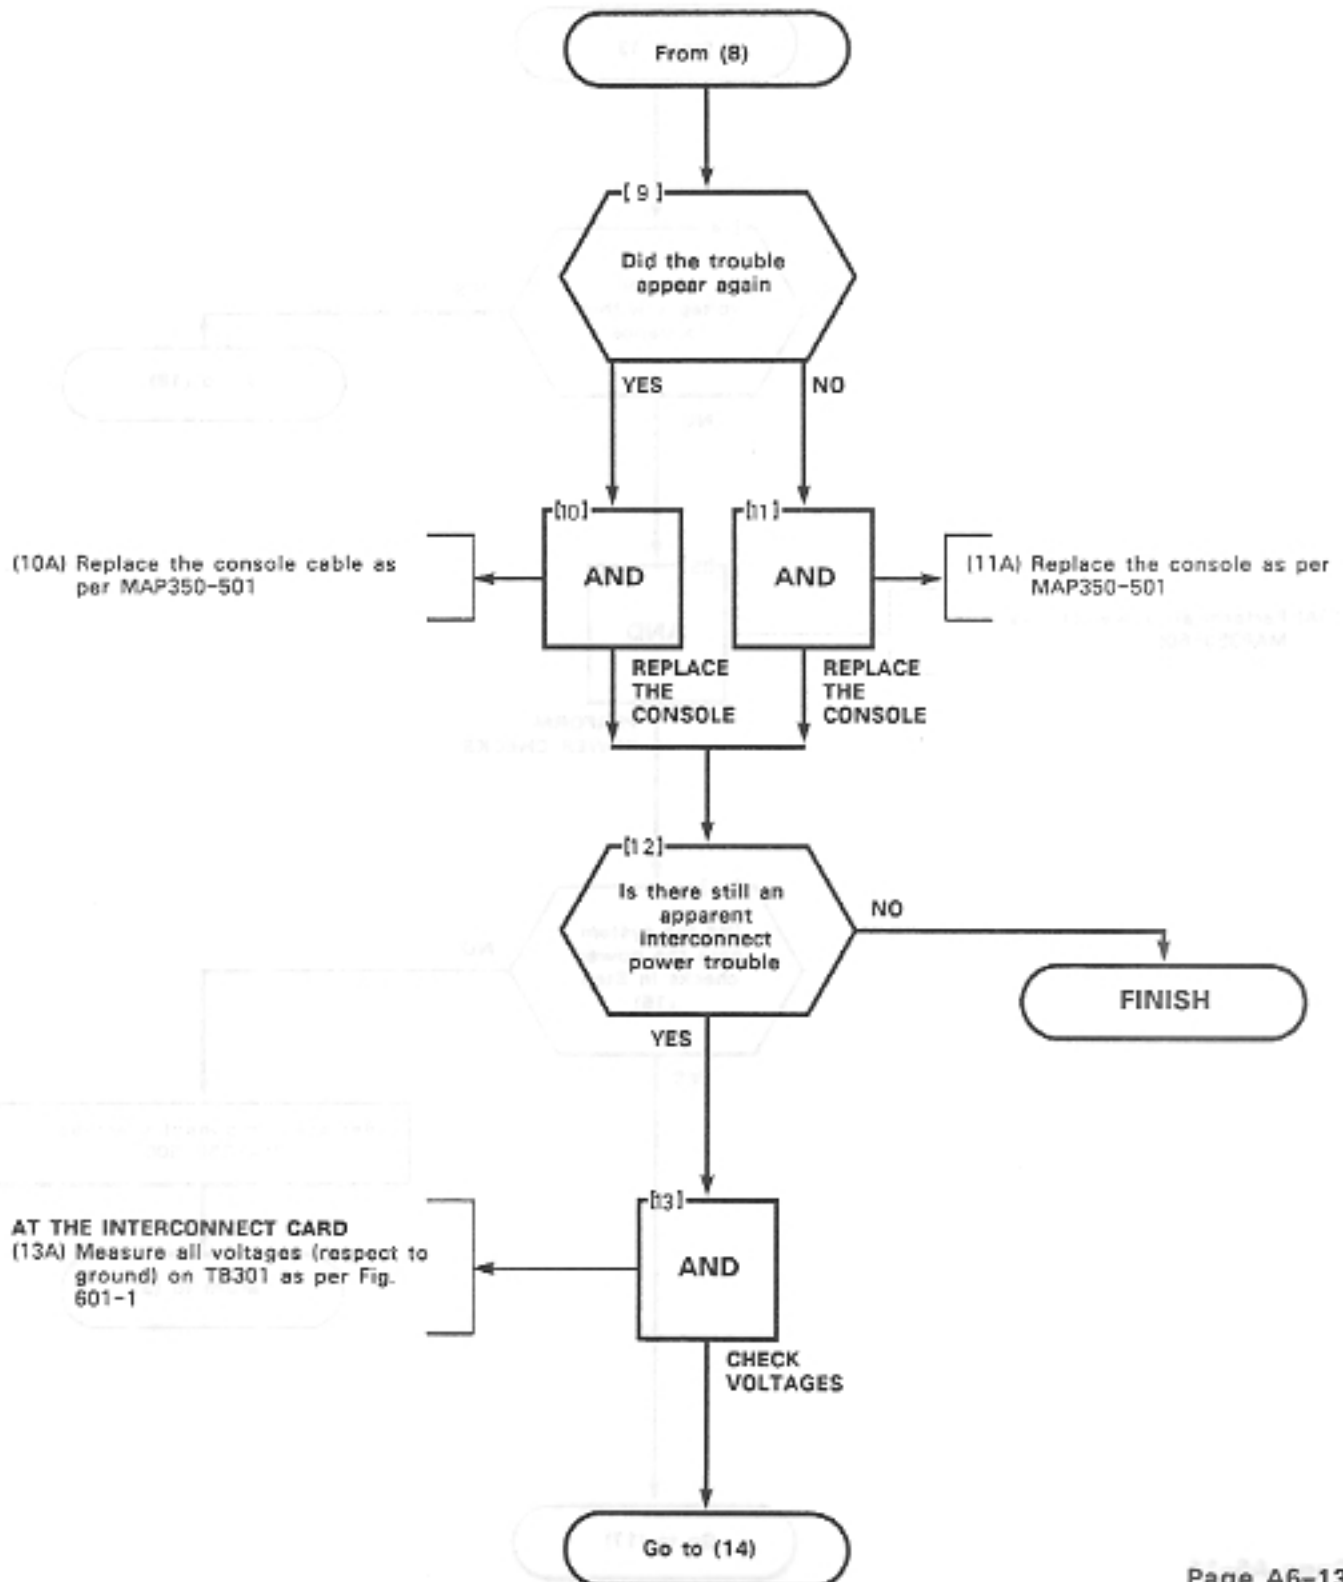 From (8)
[9]
Did the trouble
appear again
YES
NO
[10]
AND
[11]
AND
(10A) Replace the console cable as
per MAP350-501
(11A) Replace the console as per
MAP350-501
REPLACE
THE
CONSOLE
REPLACE
THE
CONSOLE
[12]
Is there still an
apparent
interconnect
power trouble
NO
FINISH
YES
[13]
AND
AT THE INTERCONNECT CARD
(13A) Measure all voltages (respect to
ground) on TB301 as per Fig.
601-1
CHECK
VOLTAGES
Go to (14)
Page A6-13